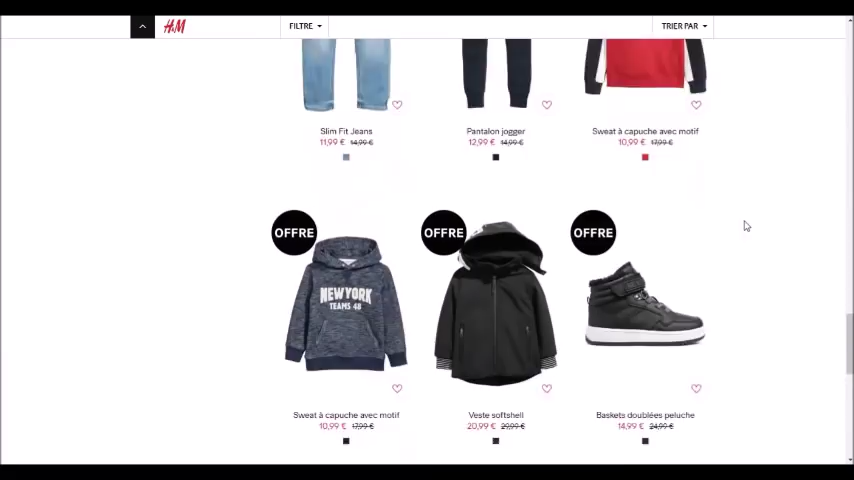 H&M FILTRE TRIER PAR
Slim Fit Jeans Pantalon jogger Sweat à capuche avec motif
11,99 € 14,99 € 12,99 € 14,99 € 10,99 € 17,99 €
OFFRE OFFRE OFFRE
NEWYORK
TEAMS 48
Sweat à capuche avec motif Veste softshell Baskets doublées peluche
10,99 € 17,99 € 20,99 € 29,99 € 14,99 € 24,99 €